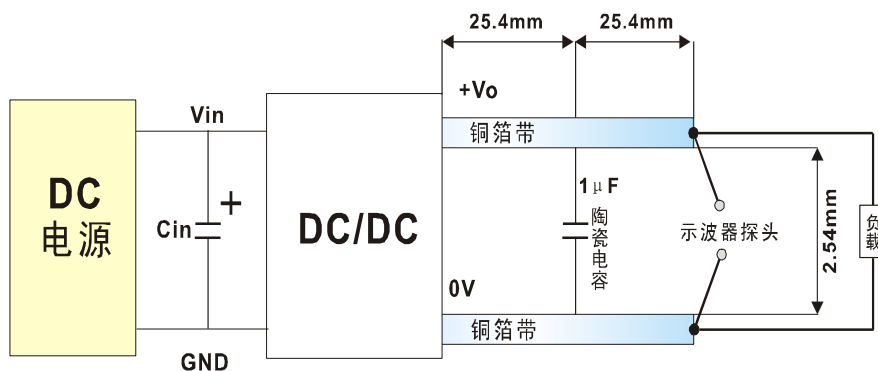 25.4mm
25.4mm
+Vo
Vin
铜箔带
DC
电源
Cin
+
DC/DC
1μF
陶瓷电容
示波器探头
2.54mm
负载
0V
铜箔带
GND